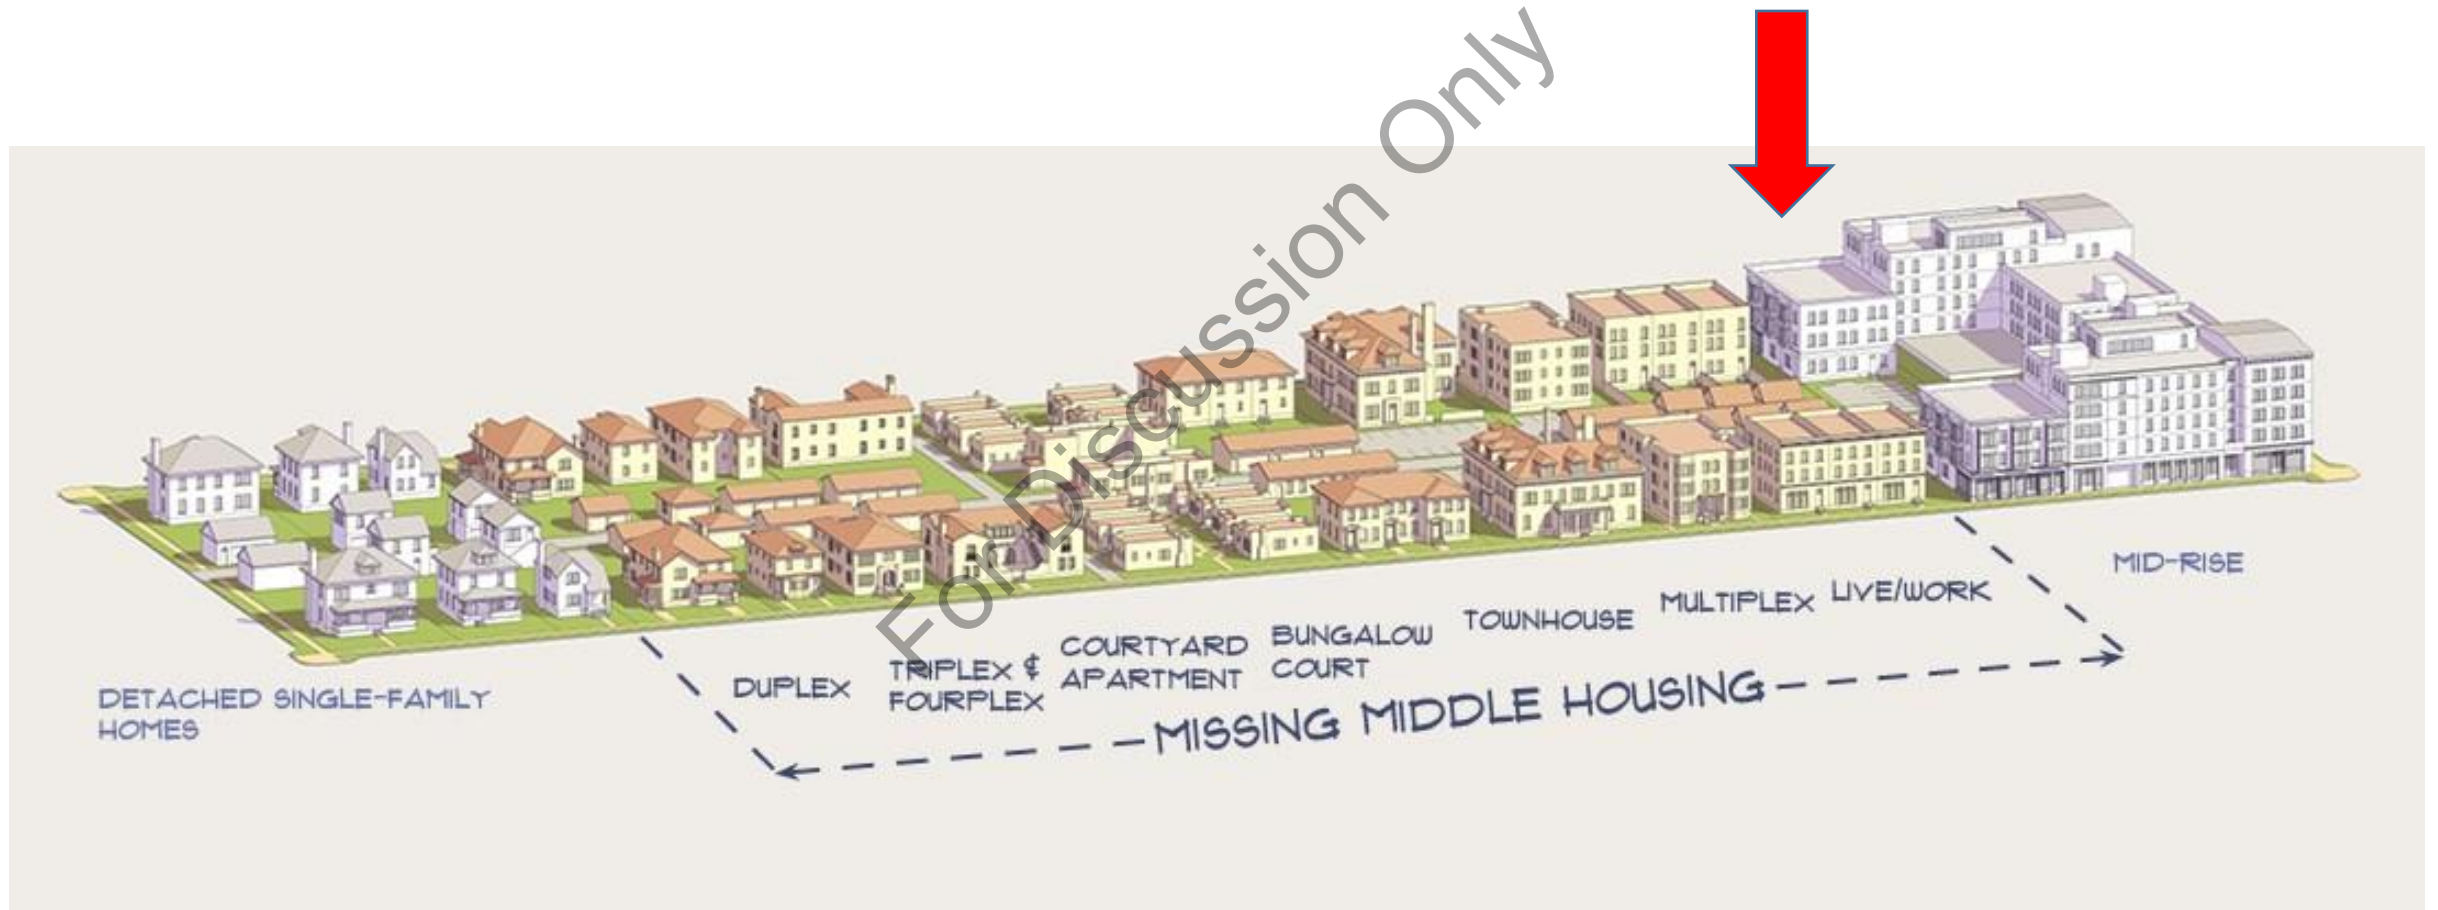 For Discussion Only
DETACHED SINGLE-FAMILY
HOMES
DUPLEX
TRIPLEX &
FOURPLEX
COURTYARD
APARTMENT
BUNGALOW
COURT
TOWNHOUSE
MULTIPLEX
LIVE/WORK
MID-RISE
MISSING MIDDLE HOUSING